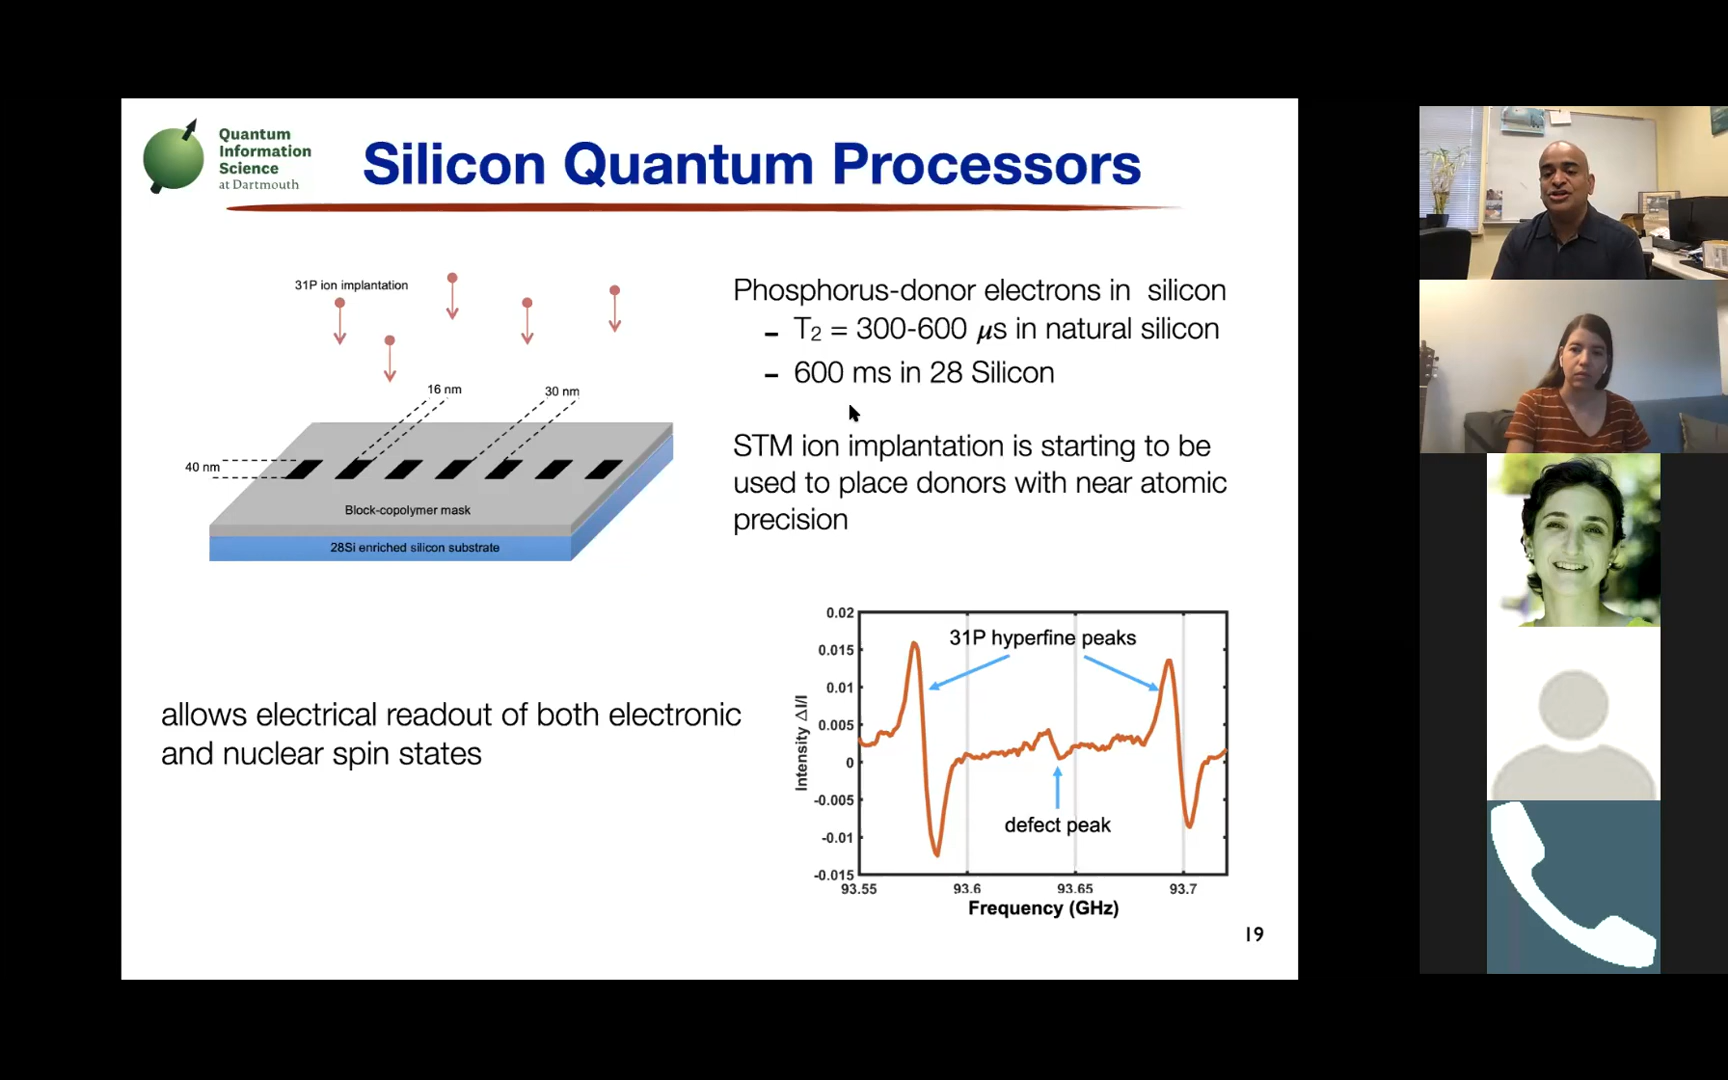 Quantum
Information
Science
at Dartmouth
Silicon Quantum Processors
31P ion implantation
16 nm
30 nm
40 nm
Block-copolymer mask
28Si enriched silicon substrate
Phosphorus-donor electrons in silicon
- T2 = 300-600 μs in natural silicon
- 600 ms in 28 Silicon
STM ion implantation is starting to be
used to place donors with near atomic
precision
allows electrical readout of both electronic
and nuclear spin states
0.02
0.015
0.01
0.005
0
-0.005
-0.01
-0.015
Intensity ΔI/I
31P hyperfine peaks
defect peak
93.55 93.6 93.65 93.7
Frequency (GHz)
19